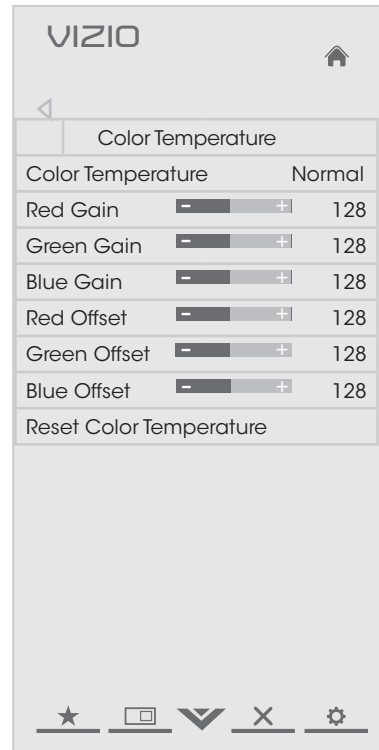 VIZIO
Color Temperature
Color Temperature Normal
Red Gain - + 128
Green Gain - + 128
Blue Gain - + 128
Red Offset - + 128
Green Offset - + 128
Blue Offset - + 128
Reset Color Temperature